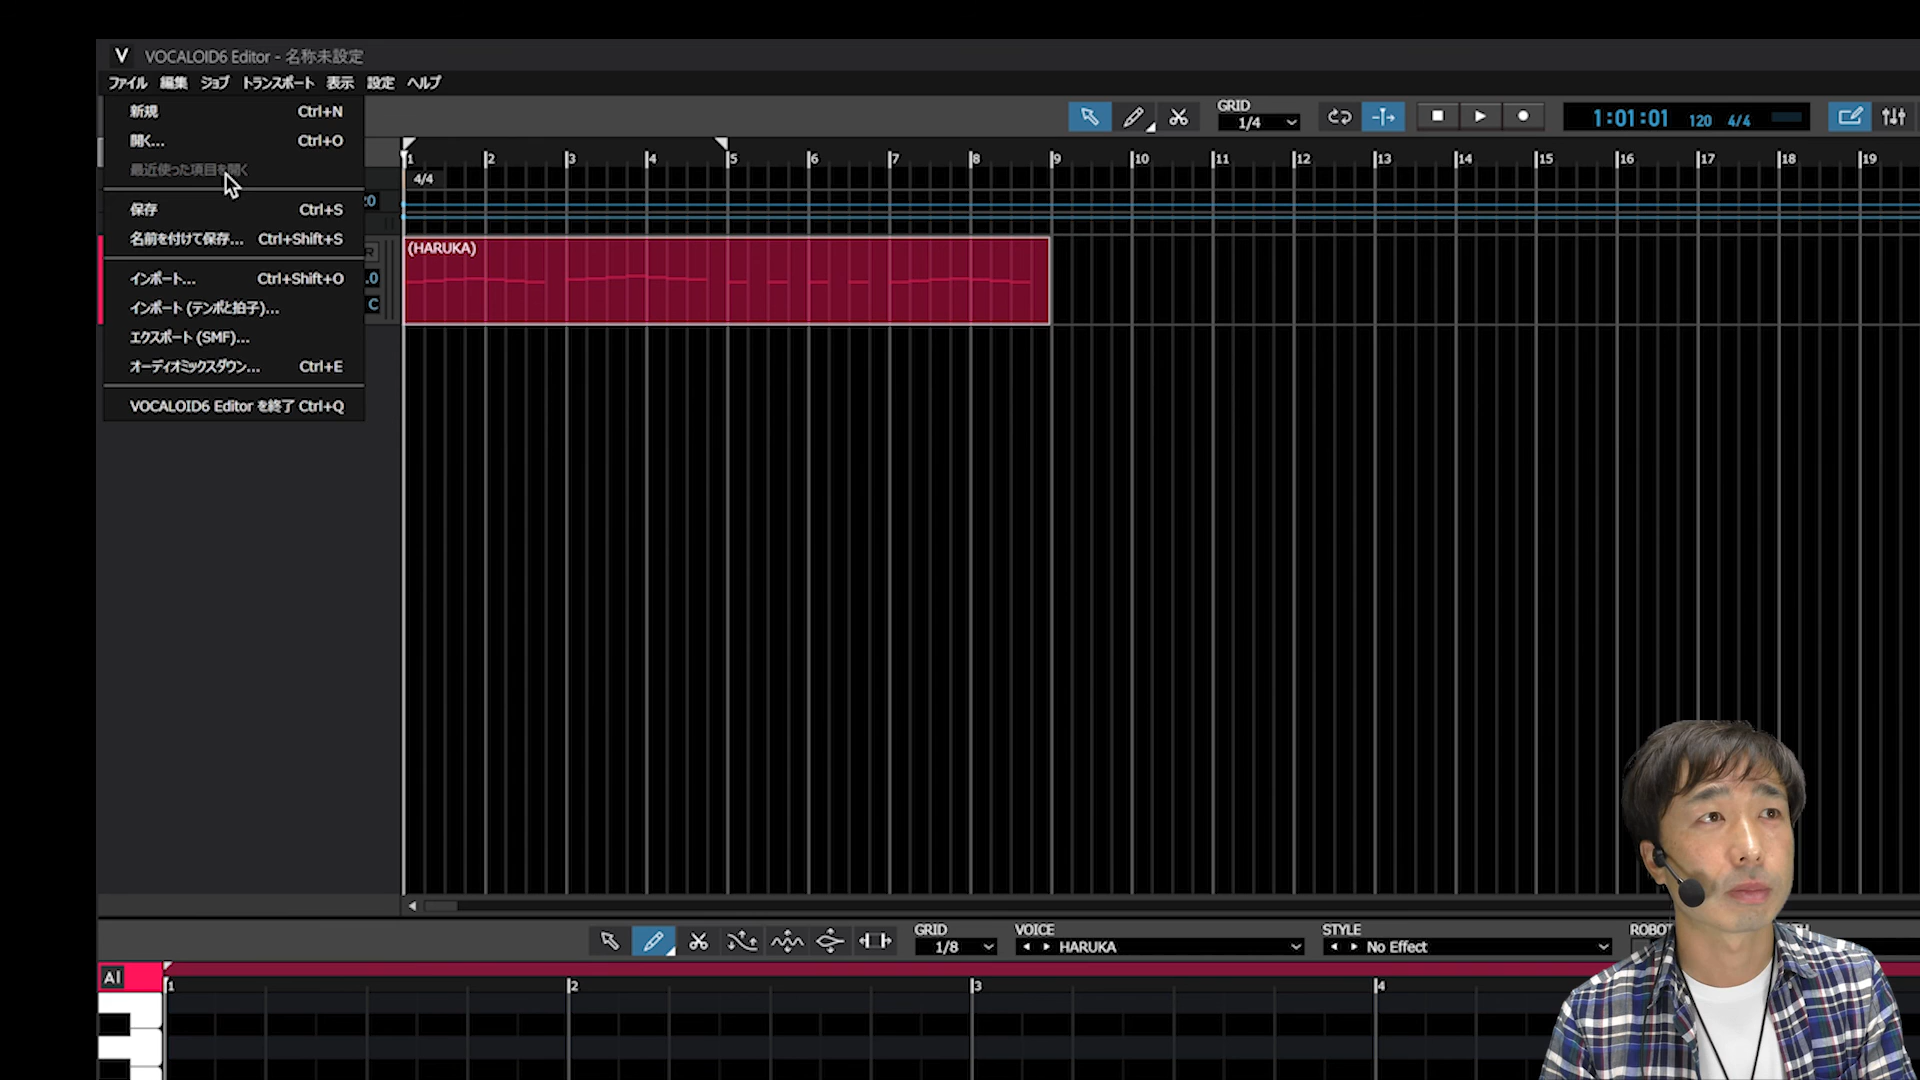 VOCALOID6 Editor - 名称未設定
ファイル 編集 ジョブ トランスポート 表示 設定 ヘルプ
新規 Ctrl+N
開く... Ctrl+O
最近使った項目を開く
保存 Ctrl+S
名前を付けて保存... Ctrl+Shift+S
インポート... Ctrl+Shift+O
インポート (テンポと拍子)...
エクスポート (SMF)...
オーディオミックスダウン... Ctrl+E
VOCALOID6 Editor を終了 Ctrl+Q
GRID
1/4
1:01:01 120 4/4
1 2 3 4 5 6 7 8 9 10 11 12 13 14 15 16 17 18 19
4/4
(HARUKA)
R
.0
C
GRID
1/8
VOICE
HARUKA
STYLE
No Effect
ROBOT
AI
1 2 3 4